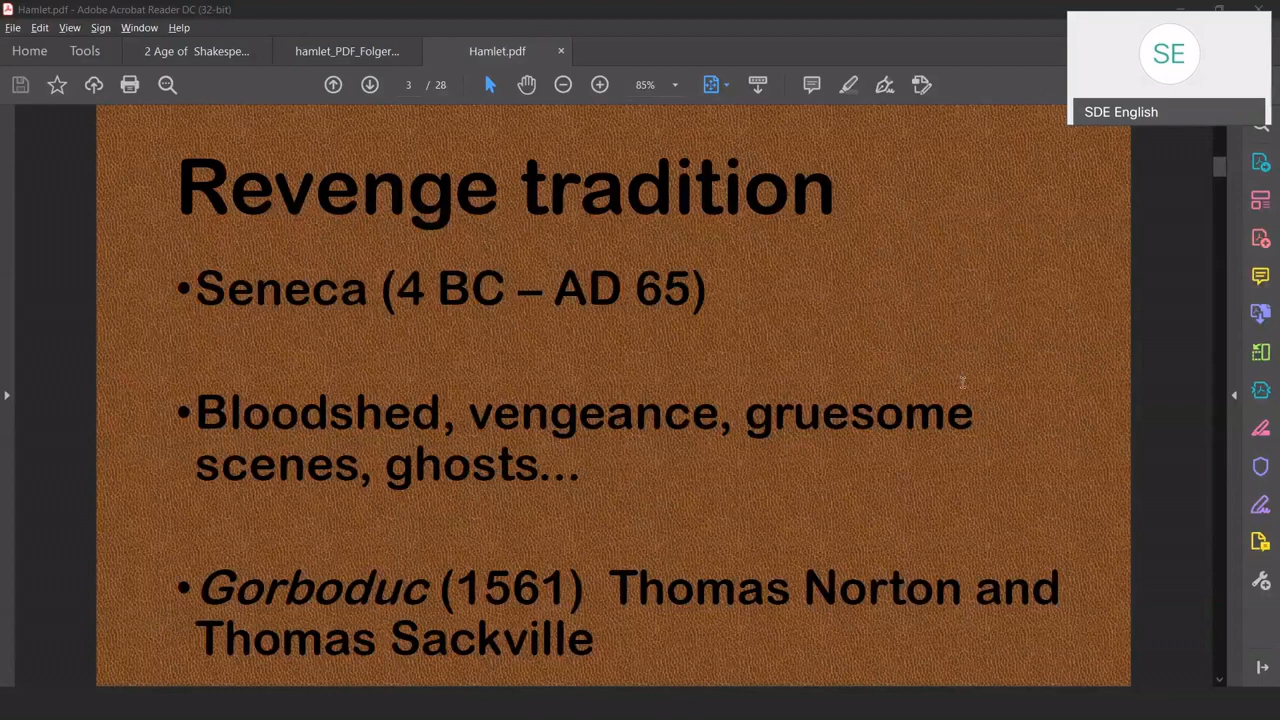 Hamlet.pdf - Adobe Acrobat Reader DC (32-bit)
File Edit View Sign Window Help
Home Tools 2 Age of Shakespe... hamlet_PDF_Folger... Hamlet.pdf ×
3 / 28 85%
SE
SDE English
Revenge tradition
•Seneca (4 BC – AD 65)
•Bloodshed, vengeance, gruesome
scenes, ghosts...
•Gorboduc (1561) Thomas Norton and
Thomas Sackville